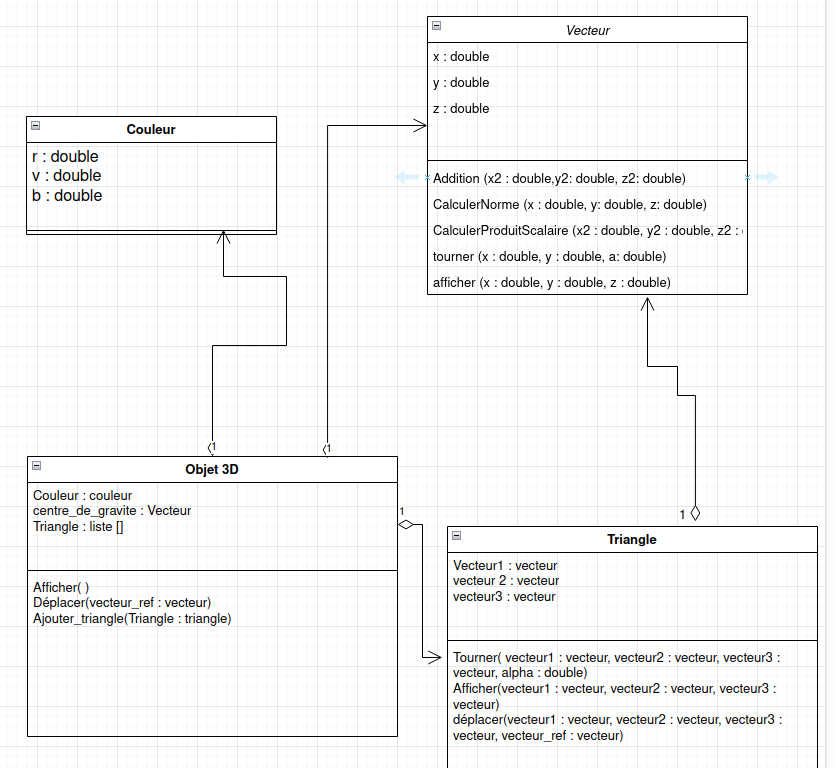 Vecteur
x : double
y : double
z : double
Addition (x2 : double,y2: double, z2: double)
CalculerNorme (x : double, y: double, z: double)
CalculerProduitScalaire (x2 : double, y2 : double, z2 :
tourner (x : double, y : double, a: double)
afficher (x : double, y : double, z : double)
Couleur
r : double
v : double
b : double
1
1
Objet 3D
Couleur : couleur
centre_de_gravite : Vecteur
Triangle : liste []
Afficher( )
Déplacer(vecteur_ref : vecteur)
Ajouter_triangle(Triangle : triangle)
1
1
Triangle
Vecteur1 : vecteur
vecteur 2 : vecteur
vecteur3 : vecteur
Tourner( vecteur1 : vecteur, vecteur2 : vecteur, vecteur3 :
vecteur, alpha : double)
Afficher(vecteur1 : vecteur, vecteur2 : vecteur, vecteur3 :
vecteur)
déplacer(vecteur1 : vecteur, vecteur2 : vecteur, vecteur3 :
vecteur, vecteur_ref : vecteur)